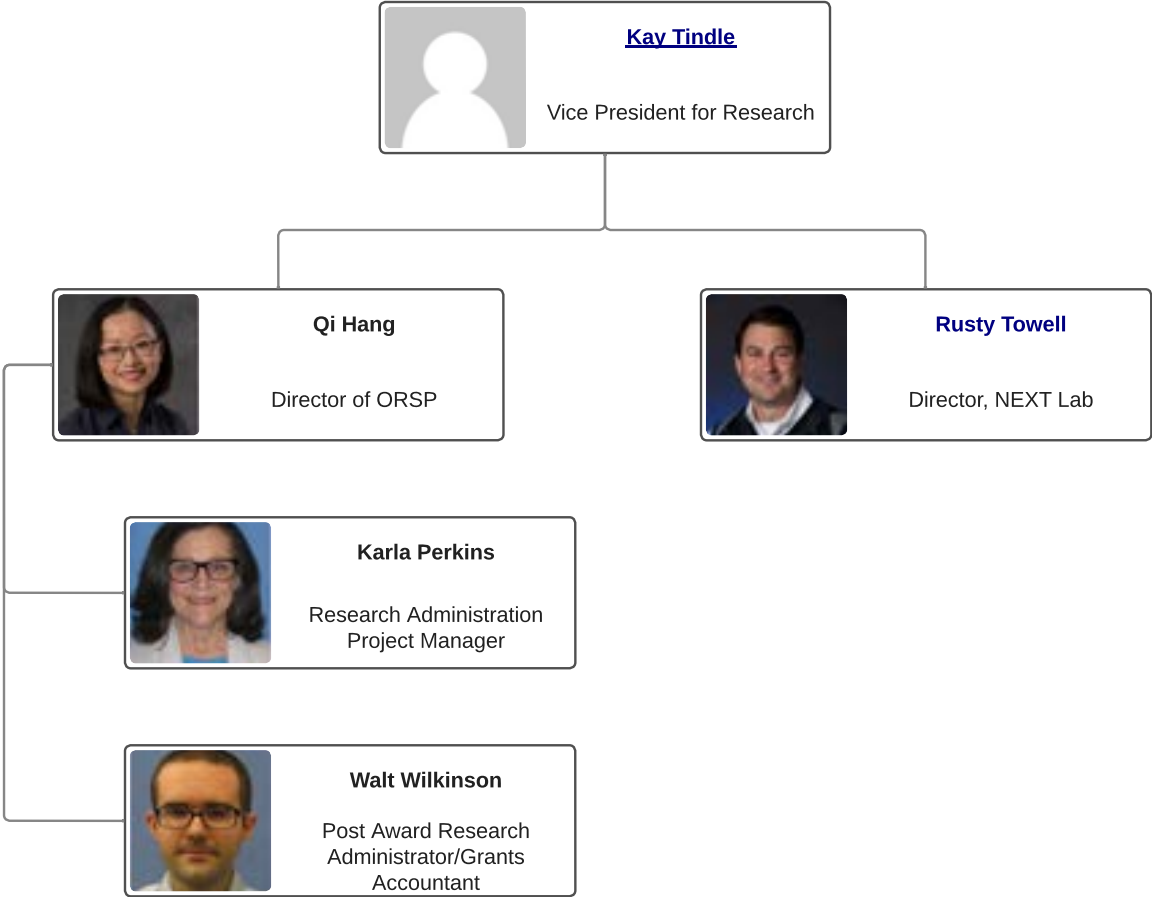 Kay Tindle
Vice President for Research
Qi Hang
Director of ORSP
Rusty Towell
Director, NEXT Lab
Karla Perkins
Research Administration
Project Manager
Walt Wilkinson
Post Award Research
Administrator/Grants
Accountant